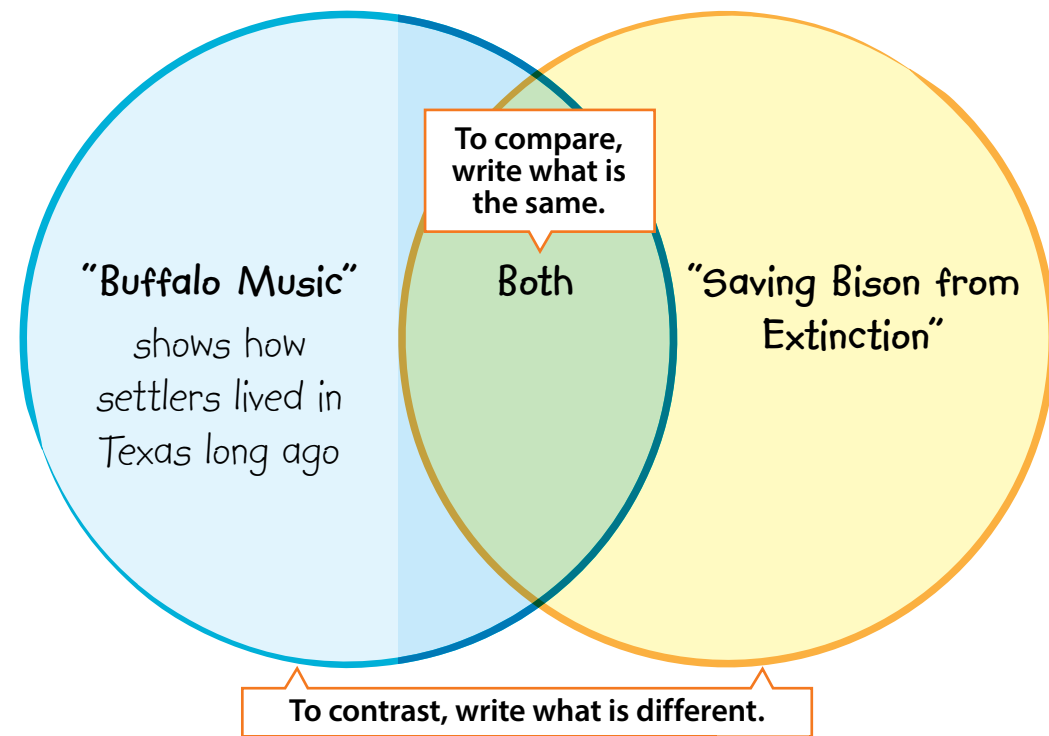 To compare,
write what is
the same.
"Buffalo Music"
shows how
settlers lived in
Texas long ago
Both
"Saving Bison from
Extinction"
To contrast, write what is different.